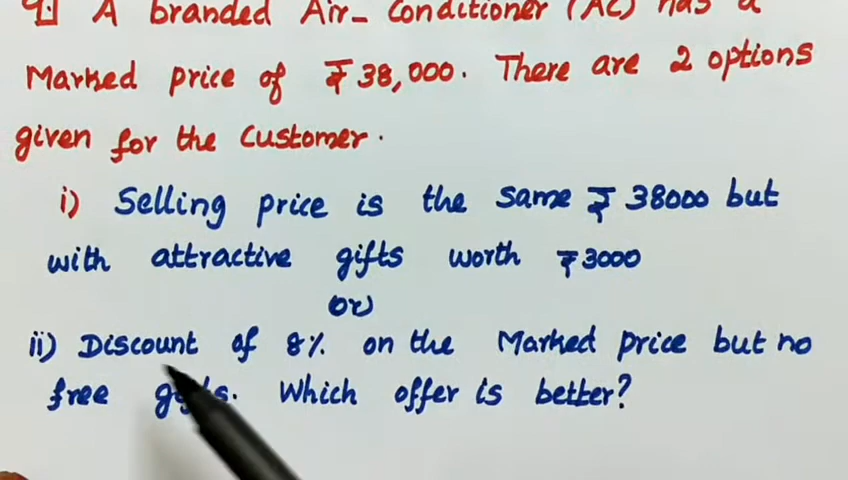 9] A branded Air- Conditioner (AC) has a
Marked price of ₹ 38,000. There are 2 options
given for the Customer.
i) Selling price is the same ₹ 38000 but
with attractive gifts worth ₹3000
or
ii) Discount of 8% on the Marked price but no
free gifts. Which offer is better?